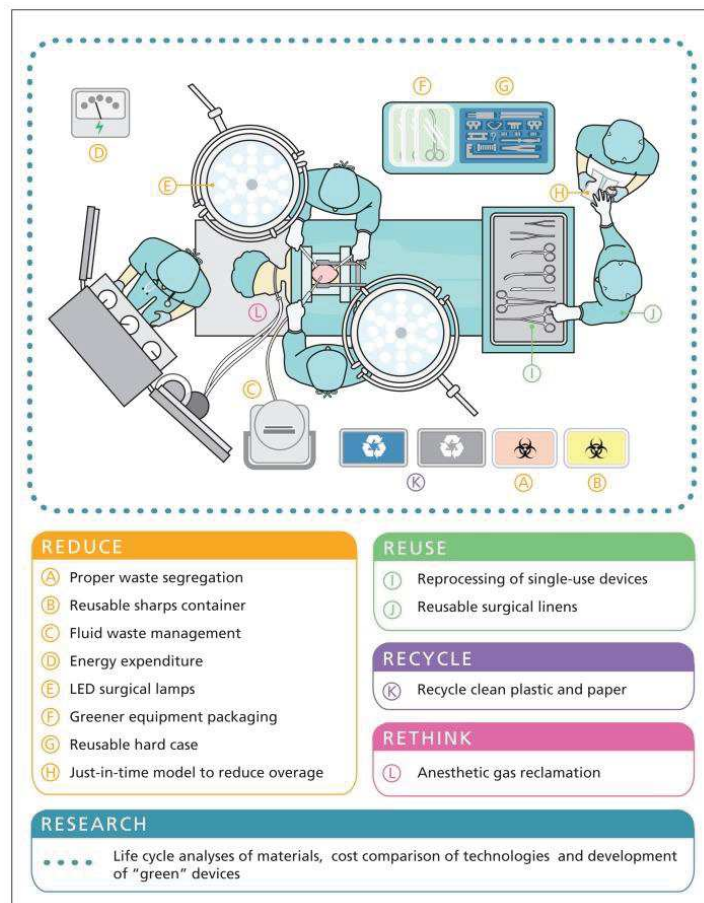 F
G
D
E
H
L
J
I
C
K
A
B
REDUCE
A Proper waste segregation
B Reusable sharps container
C Fluid waste management
D Energy expenditure
E LED surgical lamps
F Greener equipment packaging
G Reusable hard case
H Just-in-time model to reduce overage
REUSE
I Reprocessing of single-use devices
J Reusable surgical linens
RECYCLE
K Recycle clean plastic and paper
RETHINK
L Anesthetic gas reclamation
RESEARCH
Life cycle analyses of materials, cost comparison of technologies and development
of “green” devices